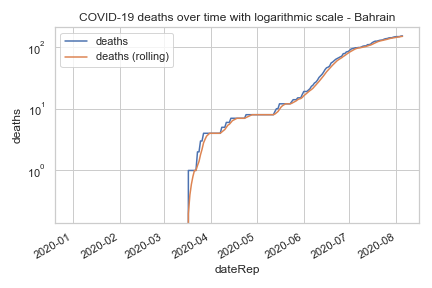 COVID-19 deaths over time with logarithmic scale - Bahrain
deaths
deaths (rolling)
10²
10¹
10⁰
deaths
2020-01
2020-02
2020-03
2020-04
2020-05
2020-06
2020-07
2020-08
dateRep